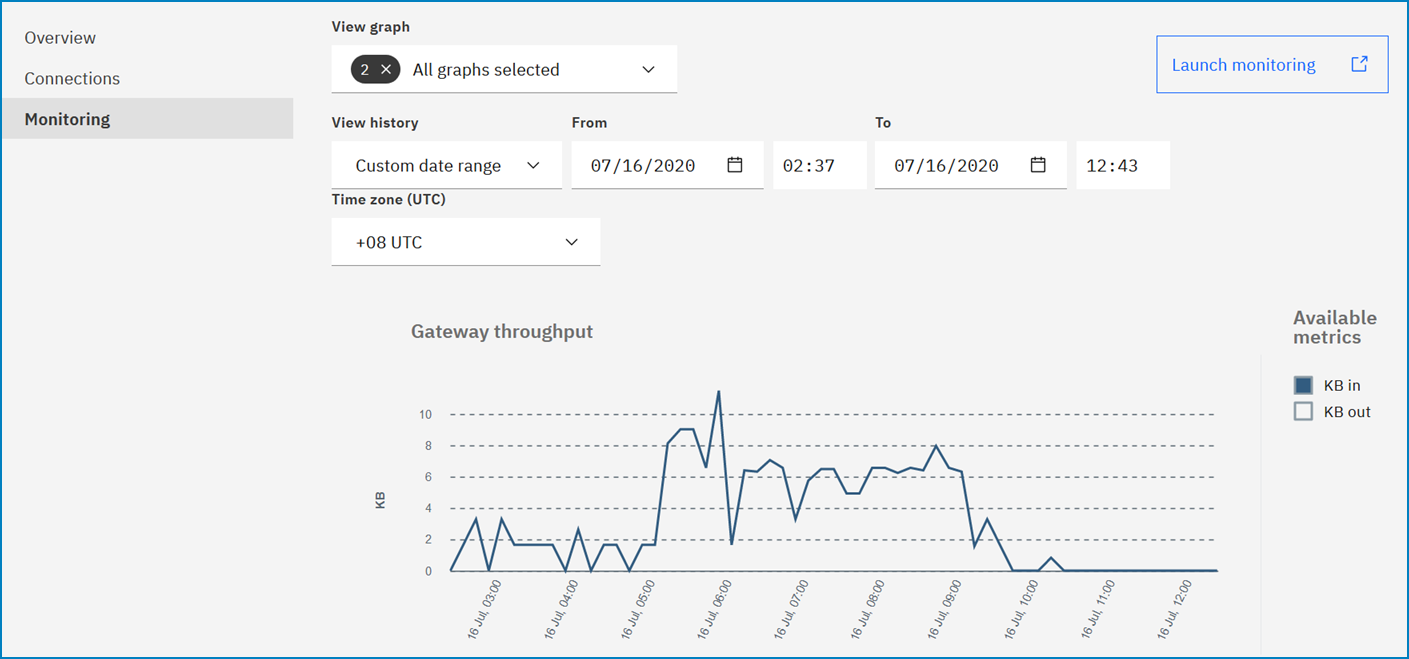 Overview
Connections
Monitoring
View graph
2 All graphs selected
Launch monitoring
View history
From
To
Custom date range
07/16/2020
02:37
07/16/2020
12:43
Time zone (UTC)
+08 UTC
Gateway throughput
Available
metrics
KB in
KB out
KB
10
8
6
4
2
0
16 Jul, 03:00
16 Jul, 04:00
16 Jul, 05:00
16 Jul, 06:00
16 Jul, 07:00
16 Jul, 08:00
16 Jul, 09:00
16 Jul, 10:00
16 Jul, 11:00
16 Jul, 12:00